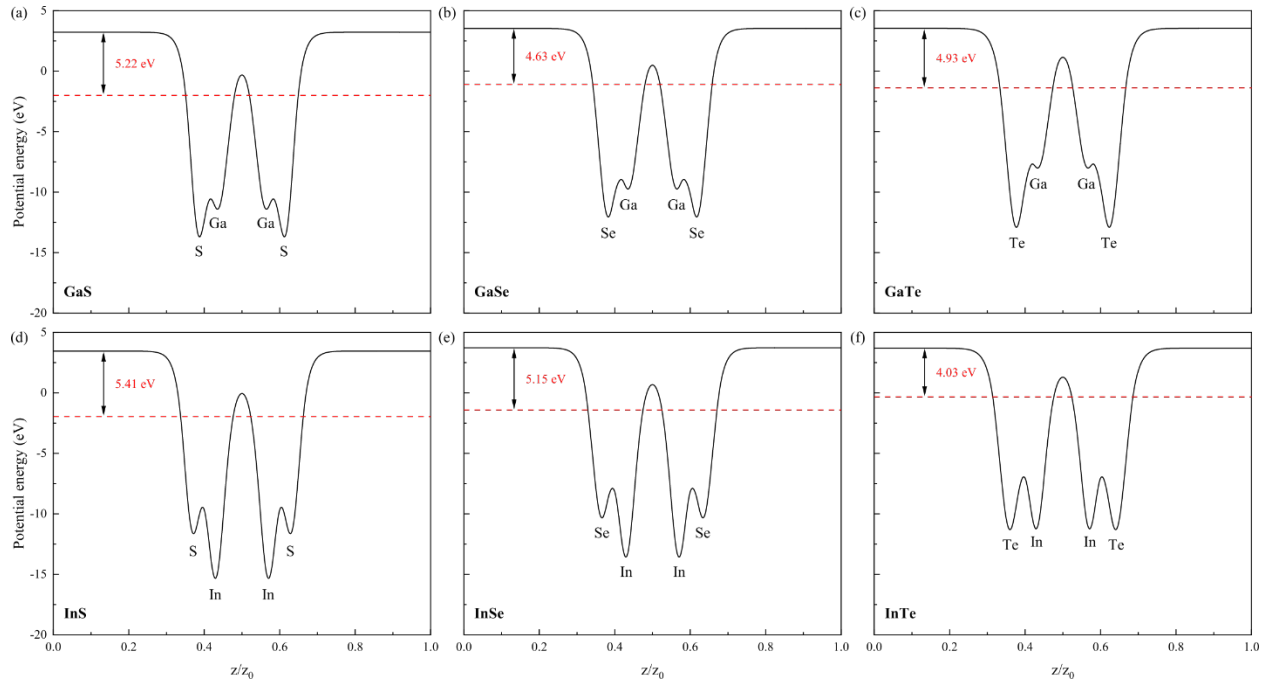 (a)
5
0
-5
-10
-15
-20
Potential energy (eV)
5.22 eV
S
Ga
Ga
S
GaS
(b)
4.63 eV
Se
Ga
Ga
Se
GaSe
(c)
4.93 eV
Te
Ga
Ga
Te
GaTe
(d)
5
0
-5
-10
-15
-20
Potential energy (eV)
5.41 eV
S
In
In
S
InS
0.0 0.2 0.4 0.6 0.8 1.0
z/z₀
(e)
5.15 eV
Se
In
In
Se
InSe
0.0 0.2 0.4 0.6 0.8 1.0
z/z₀
(f)
4.03 eV
Te In In Te
InTe
0.0 0.2 0.4 0.6 0.8 1.0
z/z₀